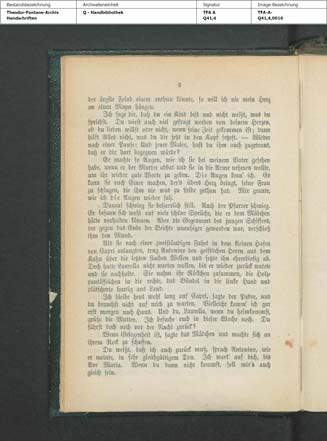 Bestandsbezeichnung
Archivalieneinheit
Signatur
Image-Bezeichnung
Theodor-Fontane-Archiv
Handschriften
Q - Handbibliothek
TFA A
Q41,4
TFA-A-
Q41,4,0016
8
der ärgste Feind einem anthun könnte, so will ich nie mein Herz
an einen Mann hängen.
Ich sage dir, daß du ein Kind bist und nicht weißt, was du
sprichst. Du wirst auch viel gefragt werden von deinem Herzen,
ob du lieben willst oder nicht, wenn seine Zeit gekommen ist; dann
hilft Alles nicht, was du dir jetzt in den Kopf setzest. — Wieder
nach einer Pause: Und jener Maler, hast du ihm auch zugetraut,
daß er dir hart begegnen würde?
Er machte so Augen, wie ich sie bei meinem Vater gesehen
habe, wenn er der Mutter abbat und sie in die Arme nehmen wollte,
um ihr wieder gute Worte zu geben. Die Augen kenn' ich. Es
kann sie auch Einer machen, der's übers Herz bringt, seine Frau
zu schlagen, die ihm nie was zu Leide gethan hat. Mir graute,
wie ich die Augen wieder sah.
Darauf schwieg sie beharrlich still. Auch der Pfarrer schwieg.
Er besann sich wohl auf viele schöne Sprüche, die er dem Mädchen
hätte vorhalten können. Aber die Gegenwart des jungen Schiffers,
der gegen das Ende der Beichte unruhiger geworden war, verschloß
ihm den Mund.
Als sie nach einer zweistündigen Fahrt in dem kleinen Hafen
von Capri anlangten, trug Antonino den geistlichen Herrn aus dem
Kahn über die letzten flachen Wellen und setzte ihn ehrerbietig ab.
Doch hatte Laurella nicht warten wollen, bis er wieder zurückwatete
und sie nachholte. Sie nahm ihr Röckchen zusammen, die Holz-
pantöffelchen in die rechte, das Bündel in die linke Hand und
plätscherte hurtig ans Land.
Ich bleibe heut wohl lang auf Capri, sagte der Padre, und
du brauchst nicht auf mich zu warten. Vielleicht komm' ich gar
erst morgen nach Haus. Und du, Laurella, wenn du heimkommst,
grüße die Mutter. Ich besuche euch in dieser Woche noch. Du
fährst doch noch vor der Nacht zurück?
Wenn Gelegenheit ist, sagte das Mädchen und machte sich an
ihrem Rock zu schaffen.
Du weißt, daß ich auch zurück muß, sprach Antonino, wie
er meinte, in sehr gleichgültigem Ton. Ich wart' auf dich, bis
Ave Maria. Wenn du dann nicht kommst, soll mir's auch
gleich sein.